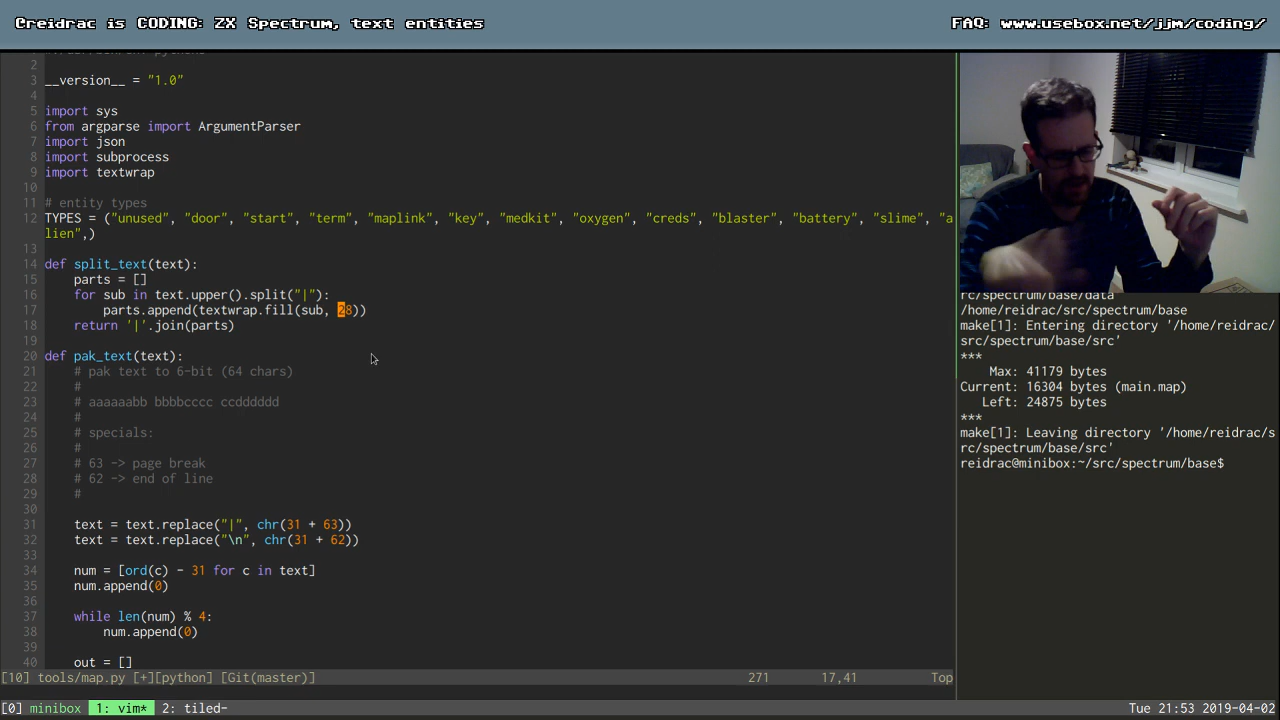 Creidrac is CODING: ZX Spectrum, text entities
FAQ: www.usebox.net/jjm/coding/
1
2
3 __version__ = "1.0"
4
5 import sys
6 from argparse import ArgumentParser
7 import json
8 import subprocess
9 import textwrap
10
11 # entity types
12 TYPES = ("unused", "door", "start", "term", "maplink", "key", "medkit", "oxygen", "creds", "blaster", "battery", "slime", "a
lien",)
13
14 def split_text(text):
15     parts = []
16     for sub in text.upper().split("|"):
17         parts.append(textwrap.fill(sub, 28))
18     return '|'.join(parts)
19
20 def pak_text(text):
21     # pak text to 6-bit (64 chars)
22     #
23     # aaaaaabb bbbbcccc ccdddddd
24     #
25     # specials:
26     #
27     # 63 -> page break
28     # 62 -> end of line
29     #
30
31     text = text.replace("|", chr(31 + 63))
32     text = text.replace("\n", chr(31 + 62))
33
34     num = [ord(c) - 31 for c in text]
35     num.append(0)
36
37     while len(num) % 4:
38         num.append(0)
39
40     out = []
[10] tools/map.py [+][python] [Git(master)] 271 17,41 Top
rc/spectrum/base/data
/home/reidrac/src/spectrum/base
make[1]: Entering directory '/home/reidrac/
src/spectrum/base/src'
***
    Max: 41179 bytes
Current: 16304 bytes (main.map)
   Left: 24875 bytes
***
make[1]: Leaving directory '/home/reidrac/s
rc/spectrum/base/src'
reidrac@minibox:~/src/spectrum/base$
[0] minibox 1: vim* 2: tiled- Tue 21:53 2019-04-02